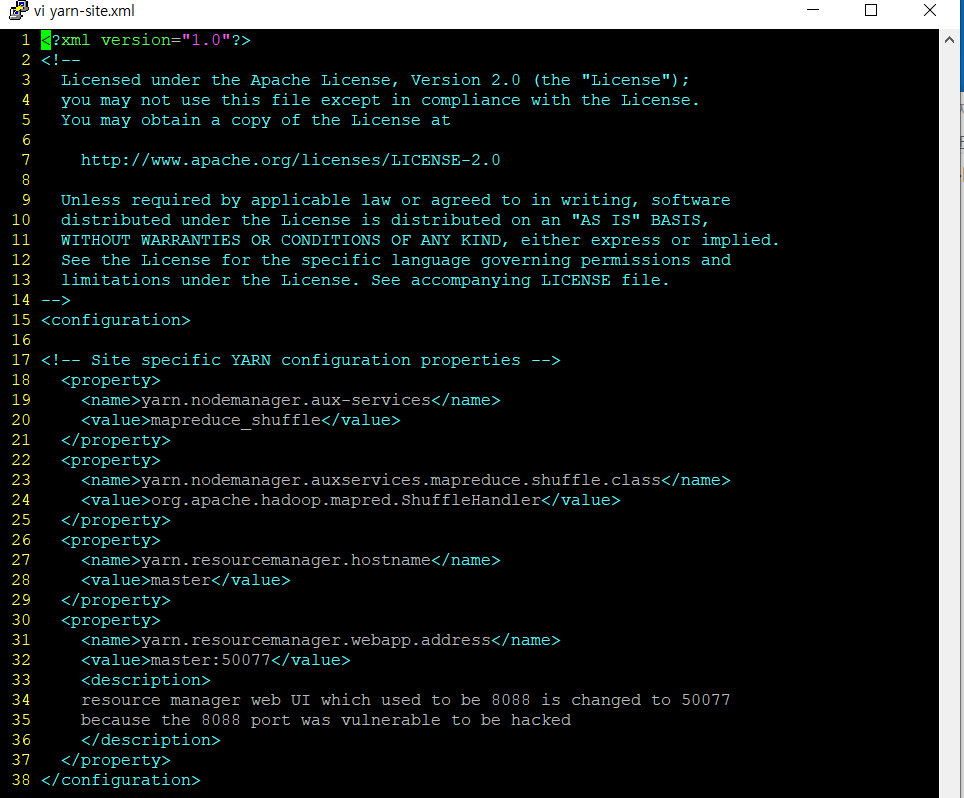 vi yarn-site.xml
1 <?xml version="1.0"?>
2 <!--
3   Licensed under the Apache License, Version 2.0 (the "License");
4   you may not use this file except in compliance with the License.
5   You may obtain a copy of the License at
6
7     http://www.apache.org/licenses/LICENSE-2.0
8
9   Unless required by applicable law or agreed to in writing, software
10   distributed under the License is distributed on an "AS IS" BASIS,
11   WITHOUT WARRANTIES OR CONDITIONS OF ANY KIND, either express or implied.
12   See the License for the specific language governing permissions and
13   limitations under the License. See accompanying LICENSE file.
14 -->
15 <configuration>
16
17 <!-- Site specific YARN configuration properties -->
18   <property>
19     <name>yarn.nodemanager.aux-services</name>
20     <value>mapreduce_shuffle</value>
21   </property>
22   <property>
23     <name>yarn.nodemanager.auxservices.mapreduce.shuffle.class</name>
24     <value>org.apache.hadoop.mapred.ShuffleHandler</value>
25   </property>
26   <property>
27     <name>yarn.resourcemanager.hostname</name>
28     <value>master</value>
29   </property>
30   <property>
31     <name>yarn.resourcemanager.webapp.address</name>
32     <value>master:50077</value>
33     <description>
34     resource manager web UI which used to be 8088 is changed to 50077
35     because the 8088 port was vulnerable to be hacked
36     </description>
37   </property>
38 </configuration>